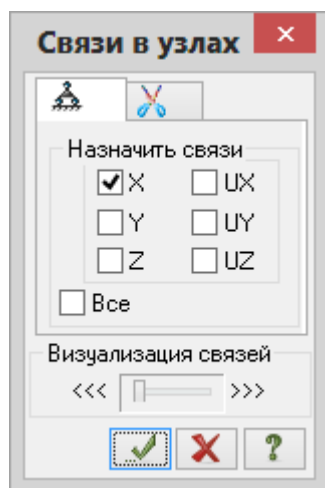 Связи в узлах
Назначить связи
X UX
Y UY
Z UZ
Все
Визуализация связей
<<< >>>
?